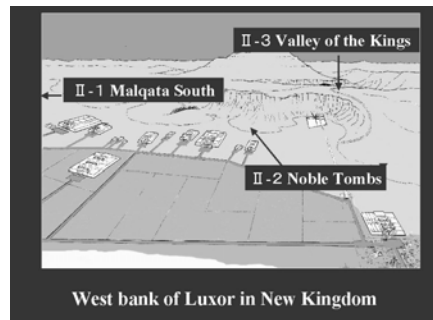 Ⅱ-3 Valley of the Kings
Ⅱ-1 Malqata South
Ⅱ-2 Noble Tombs
West bank of Luxor in New Kingdom